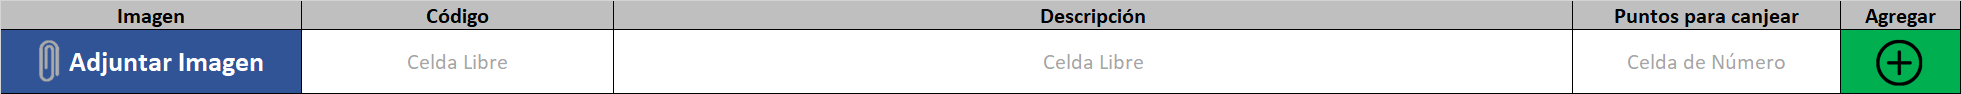 Imagen Código Descripción Puntos para canjear Agregar
Adjuntar Imagen Celda Libre Celda Libre Celda de Número